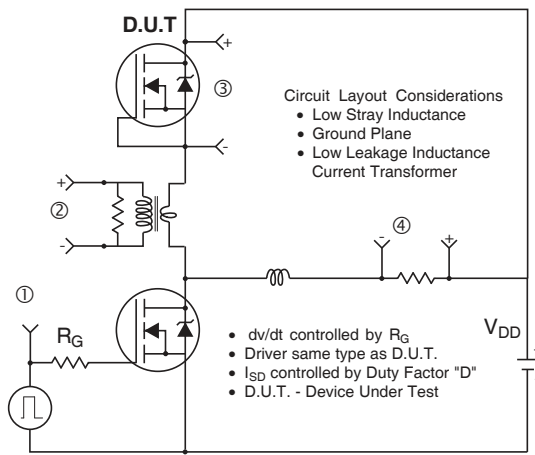 D.U.T
+
③
-
Circuit Layout Considerations
• Low Stray Inductance
• Ground Plane
• Low Leakage Inductance
Current Transformer
+
②
-
-
④
+
①
RG
• dv/dt controlled by RG
• Driver same type as D.U.T.
• ISD controlled by Duty Factor "D"
• D.U.T. - Device Under Test
VDD
+